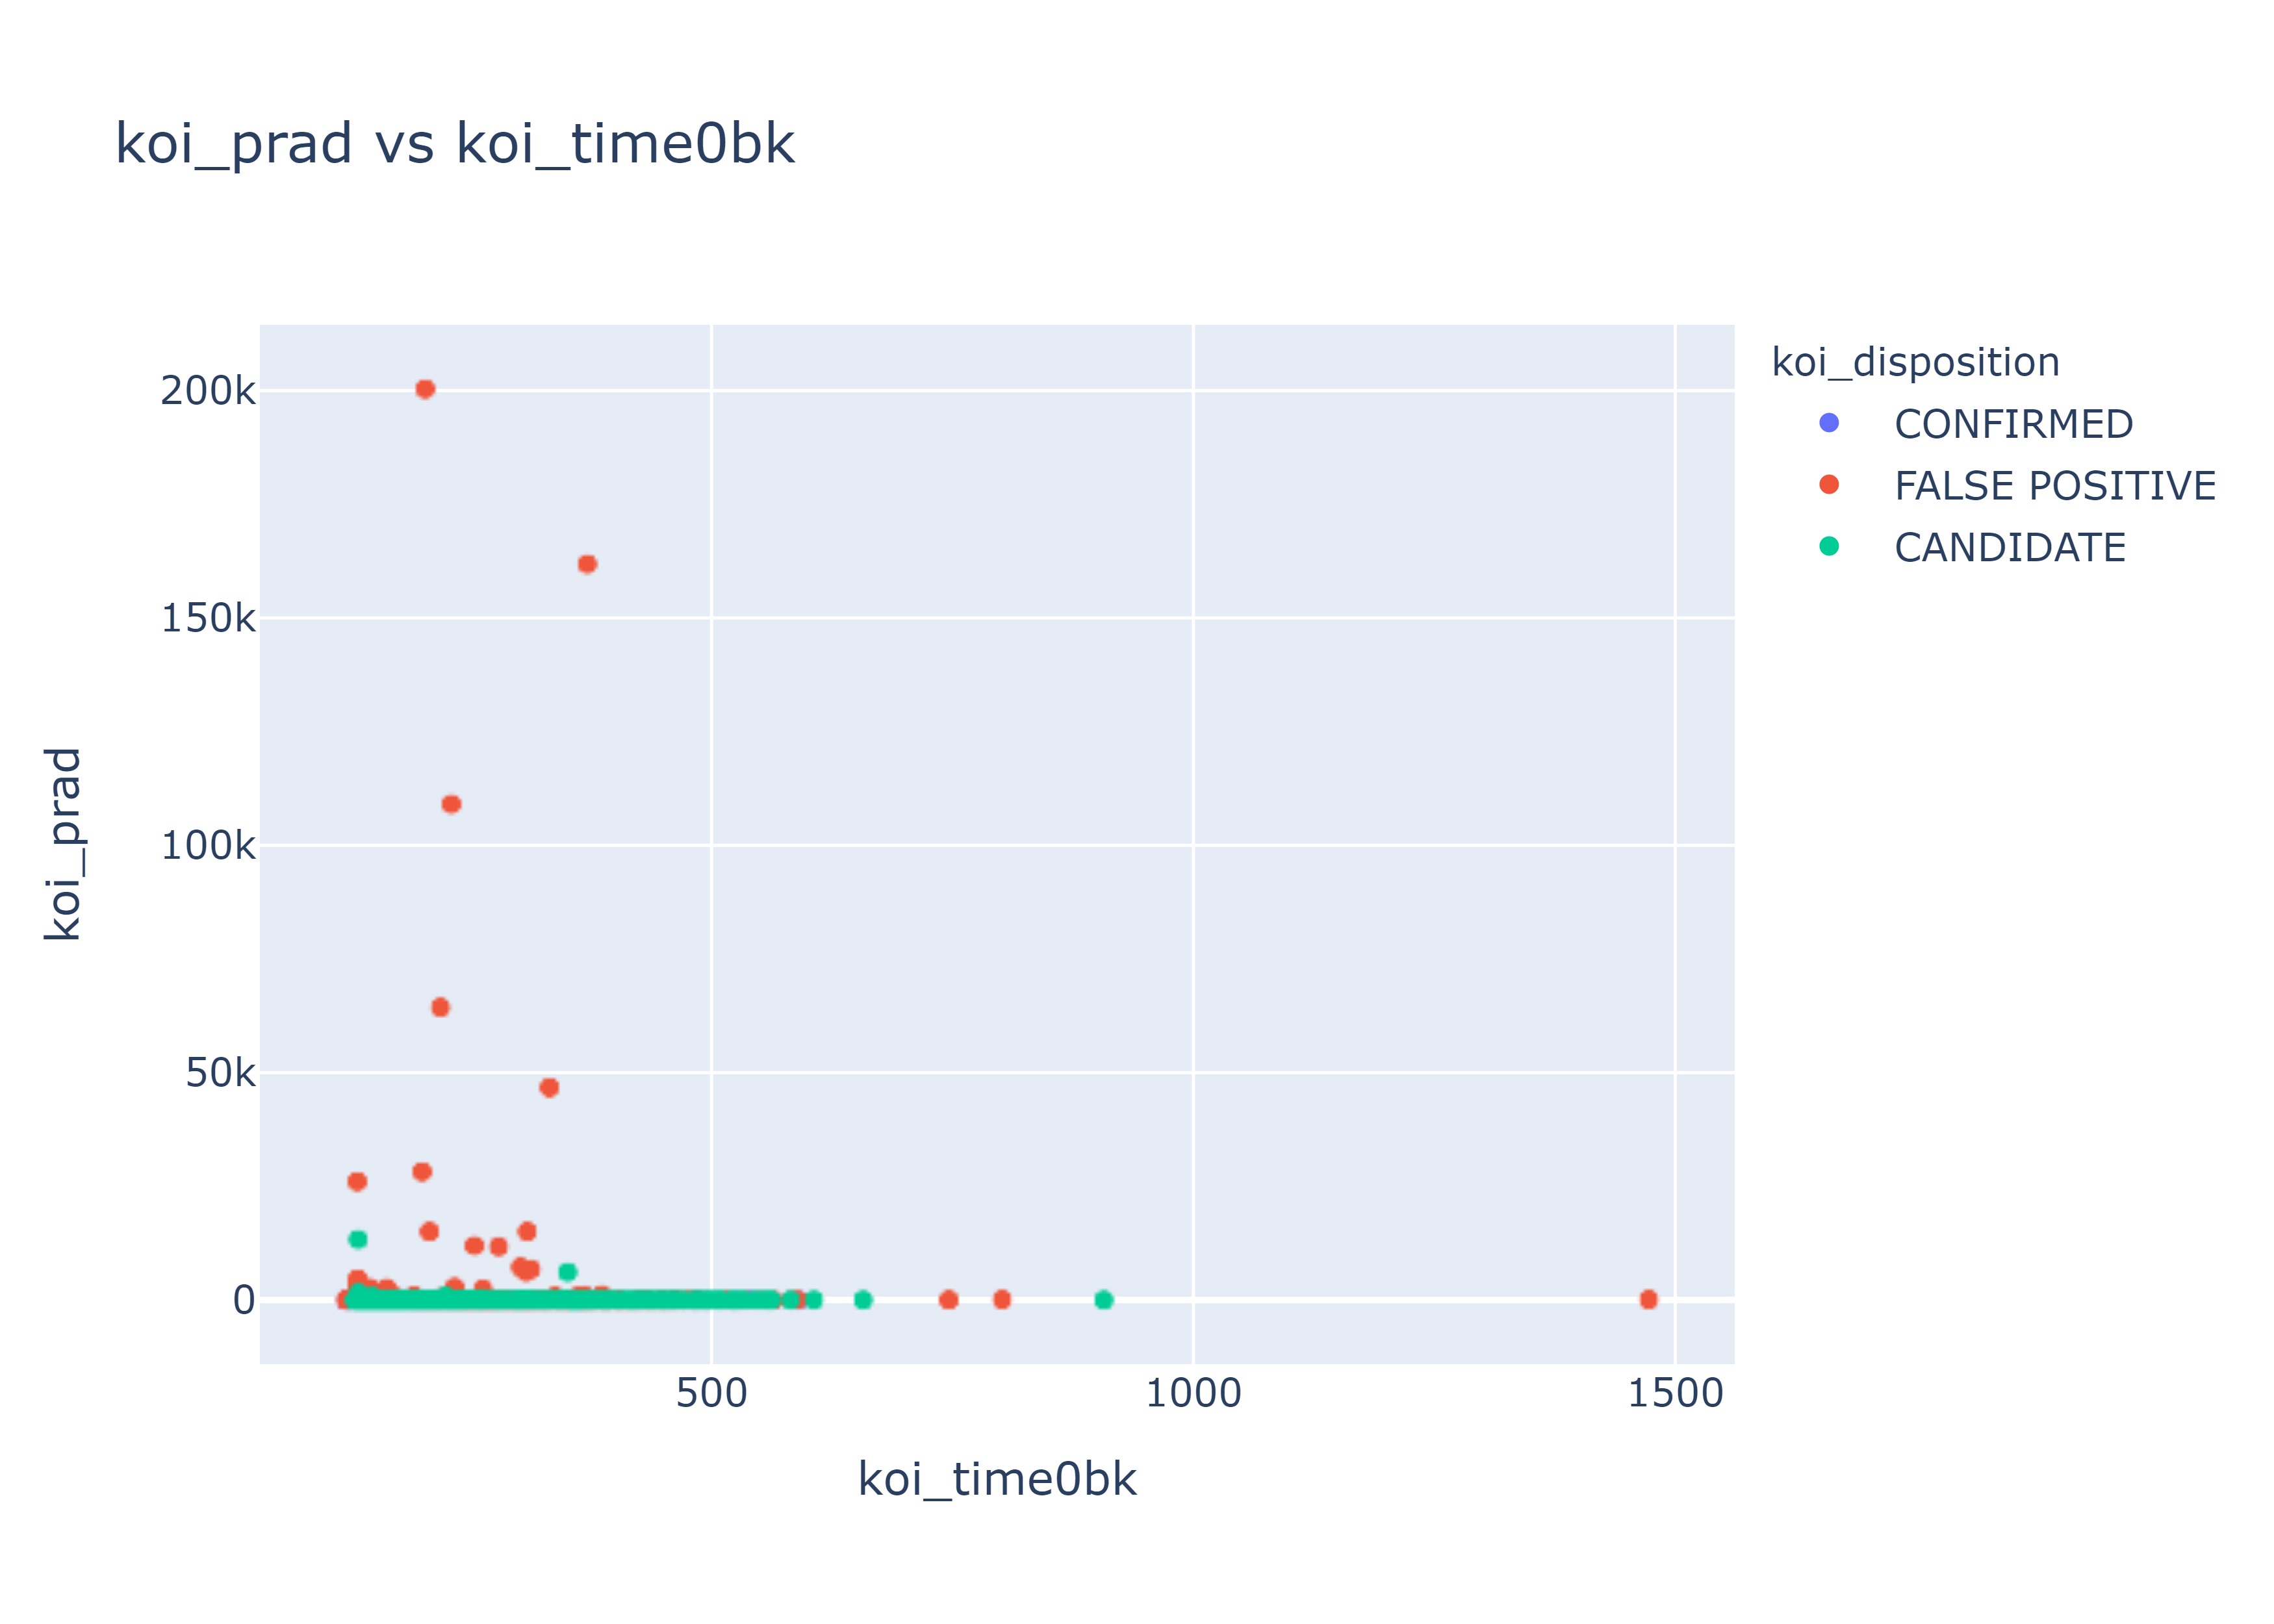 koi_prad vs koi_time0bk
koi_disposition
CONFIRMED
FALSE POSITIVE
CANDIDATE
200k
150k
100k
50k
0
koi_prad
500
1000
1500
koi_time0bk